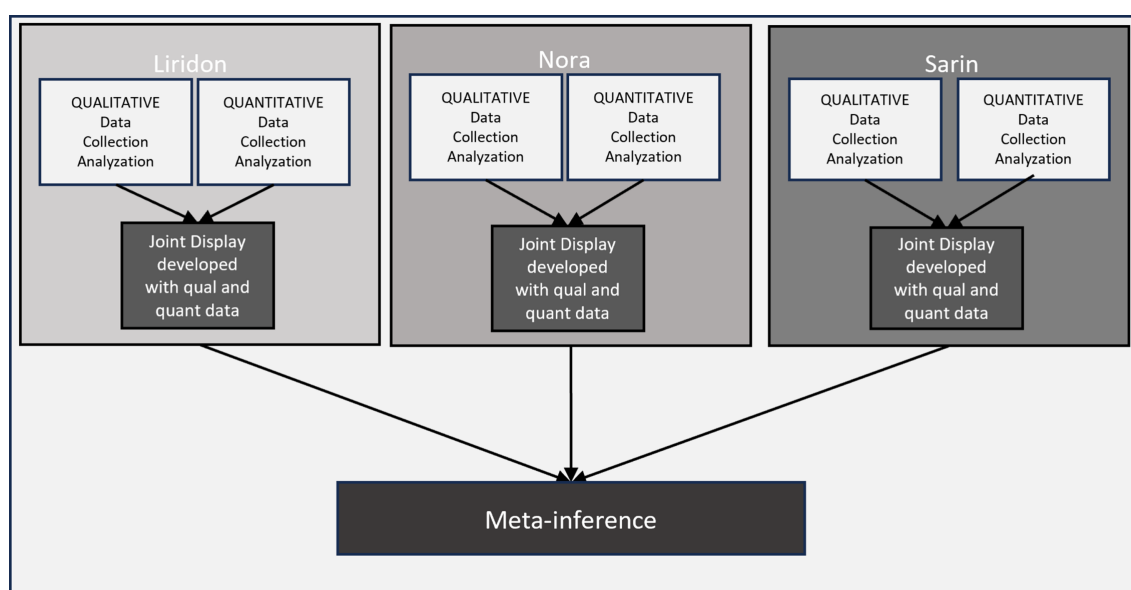 Liridon
QUALITATIVE
Data
Collection
Analyzation
QUANTITATIVE
Data
Collection
Analyzation
Joint Display
developed
with qual and
quant data
Nora
QUALITATIVE
Data
Collection
Analyzation
QUANTITATIVE
Data
Collection
Analyzation
Joint Display
developed
with qual and
quant data
Sarin
QUALITATIVE
Data
Collection
Analyzation
QUANTITATIVE
Data
Collection
Analyzation
Joint Display
developed
with qual and
quant data
Meta-inference